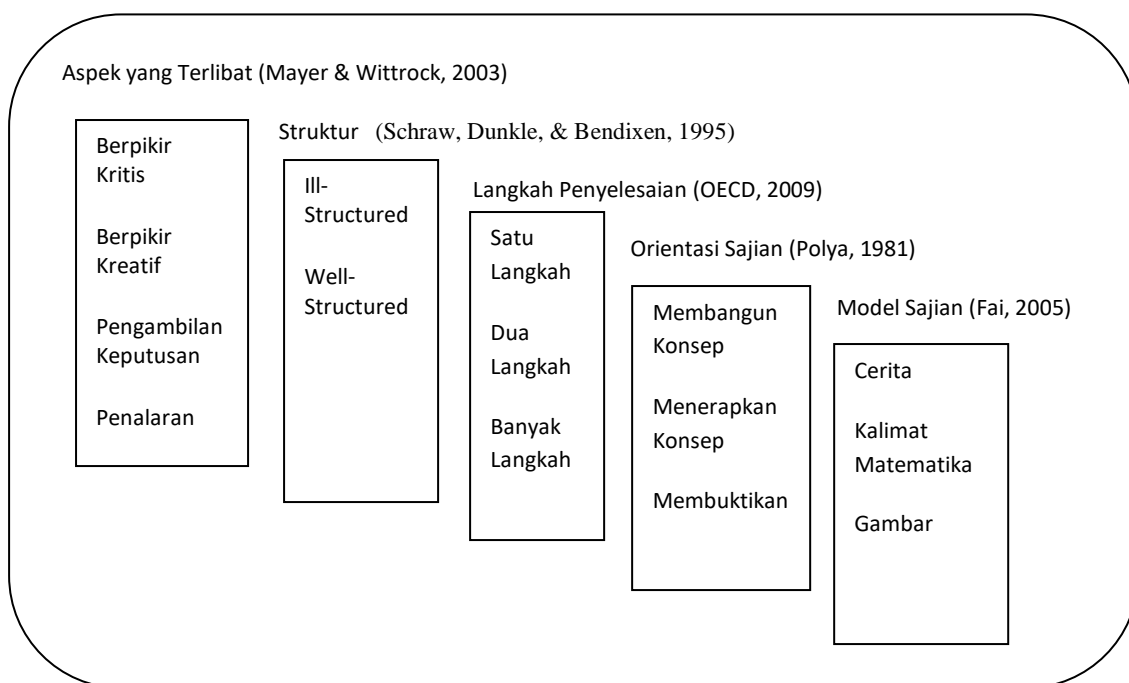 Aspek yang Terlibat (Mayer & Wittrock, 2003)
Berpikir
Kritis
Berpikir
Kreatif
Pengambilan
Keputusan
Penalaran
Struktur (Schraw, Dunkle, & Bendixen, 1995)
Ill-
Structured
Well-
Structured
Langkah Penyelesaian (OECD, 2009)
Satu
Langkah
Dua
Langkah
Banyak
Langkah
Orientasi Sajian (Polya, 1981)
Membangun
Konsep
Menerapkan
Konsep
Membuktikan
Model Sajian (Fai, 2005)
Cerita
Kalimat
Matematika
Gambar